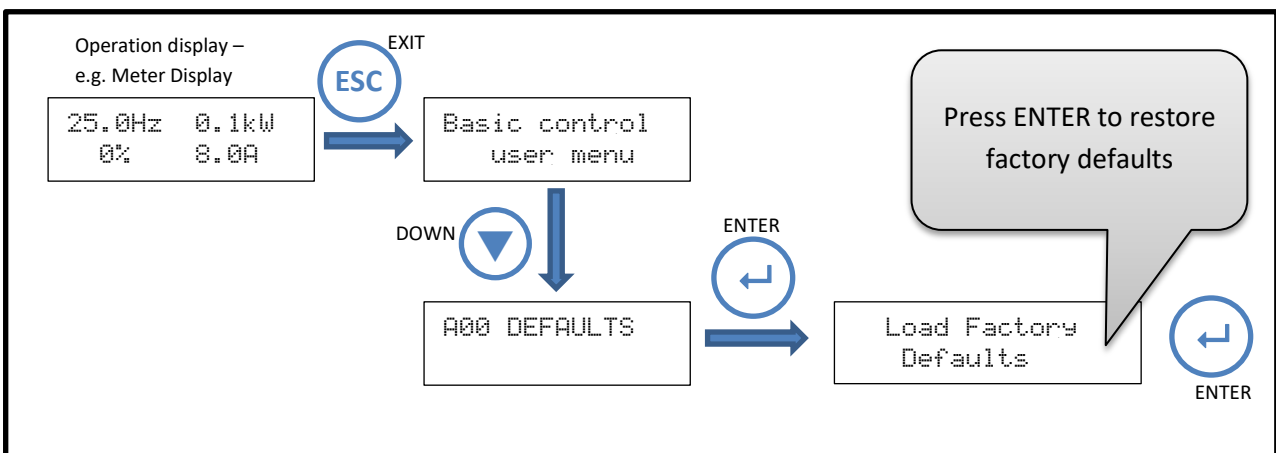 Operation display –
e.g. Meter Display
EXIT
ESC
25.0Hz 0.1kW
0% 8.0A
Basic control
user menu
Press ENTER to restore
factory defaults
DOWN
ENTER
A00 DEFAULTS
Load Factory
Defaults
ENTER